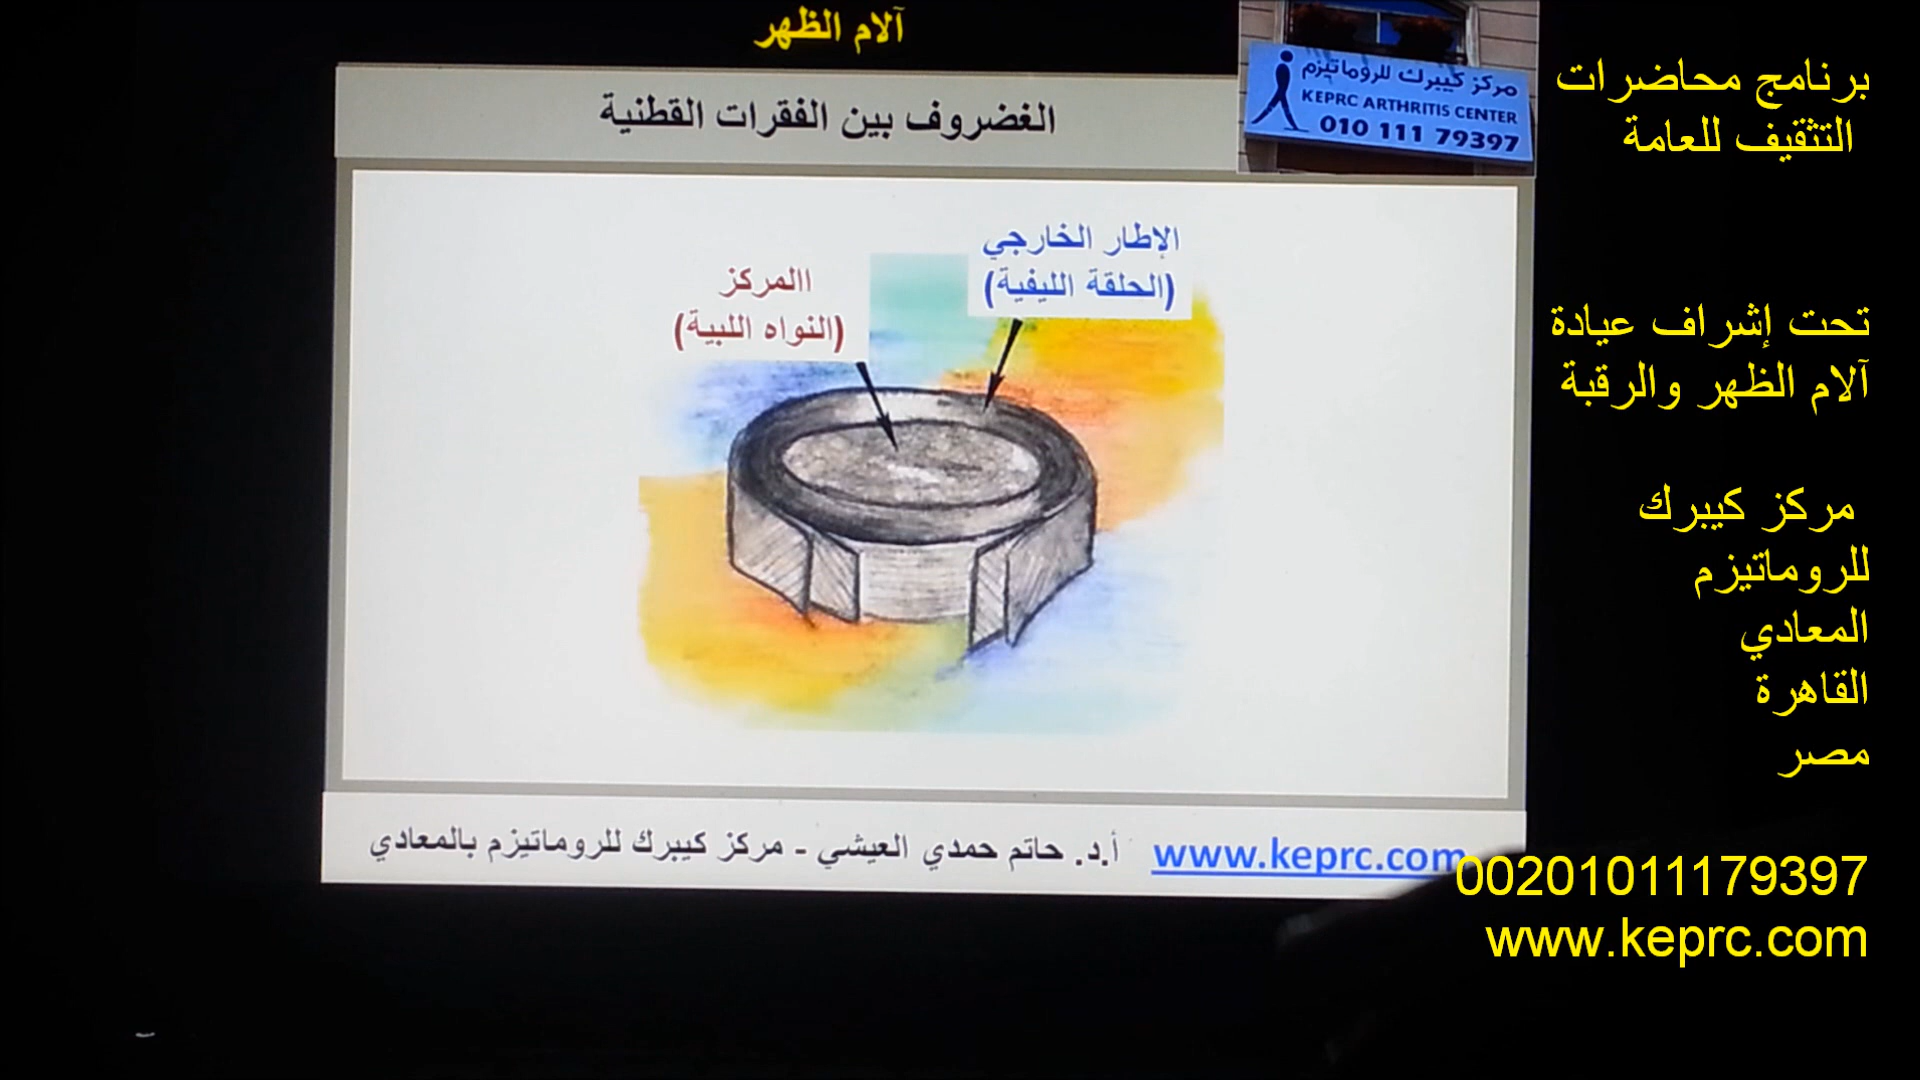 آلام الظهر
الغضروف بين الفقرات القطنية
مركز كيبرك للروماتيزم
KEPRC ARTHRITIS CENTER
010 111 79397
برنامج محاضرات
التثقيف للعامة
الإطار الخارجي
(الحلقة الليفية)
االمركز
(النواه اللبية)
تحت إشراف عيادة
آلام الظهر والرقبة
مركز كيبرك
للروماتيزم
المعادي
القاهرة
مصر
أ.د. حاتم حمدي العيشي - مركز كيبرك للروماتيزم بالمعادي
www.keprc.com
00201011179397
www.keprc.com